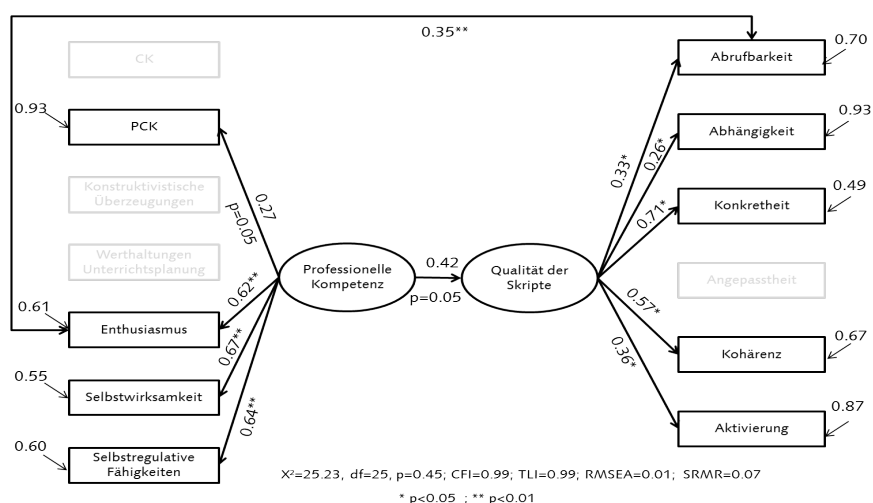 0.35**
CK
0.93
PCK
Konstruktivistische
Überzeugungen
Werthaltungen
Unterrichtsplanung
0.61
Enthusiasmus
0.55
Selbstwirksamkeit
0.60
Selbstregulative
Fähigkeiten
0.27
p=0.05
0.62**
0.67**
0.64**
Professionelle
Kompetenz
0.42
p=0.05
Qualität der
Skripte
0.33*
0.26*
0.71*
0.57*
0.36*
0.70
Abrufbarkeit
0.93
Abhängigkeit
0.49
Konkretheit
Angepasstheit
0.67
Kohärenz
0.87
Aktivierung
X²=25.23, df=25, p=0.45; CFI=0.99; TLI=0.99; RMSEA=0.01; SRMR=0.07
* p<0.05 ; ** p<0.01